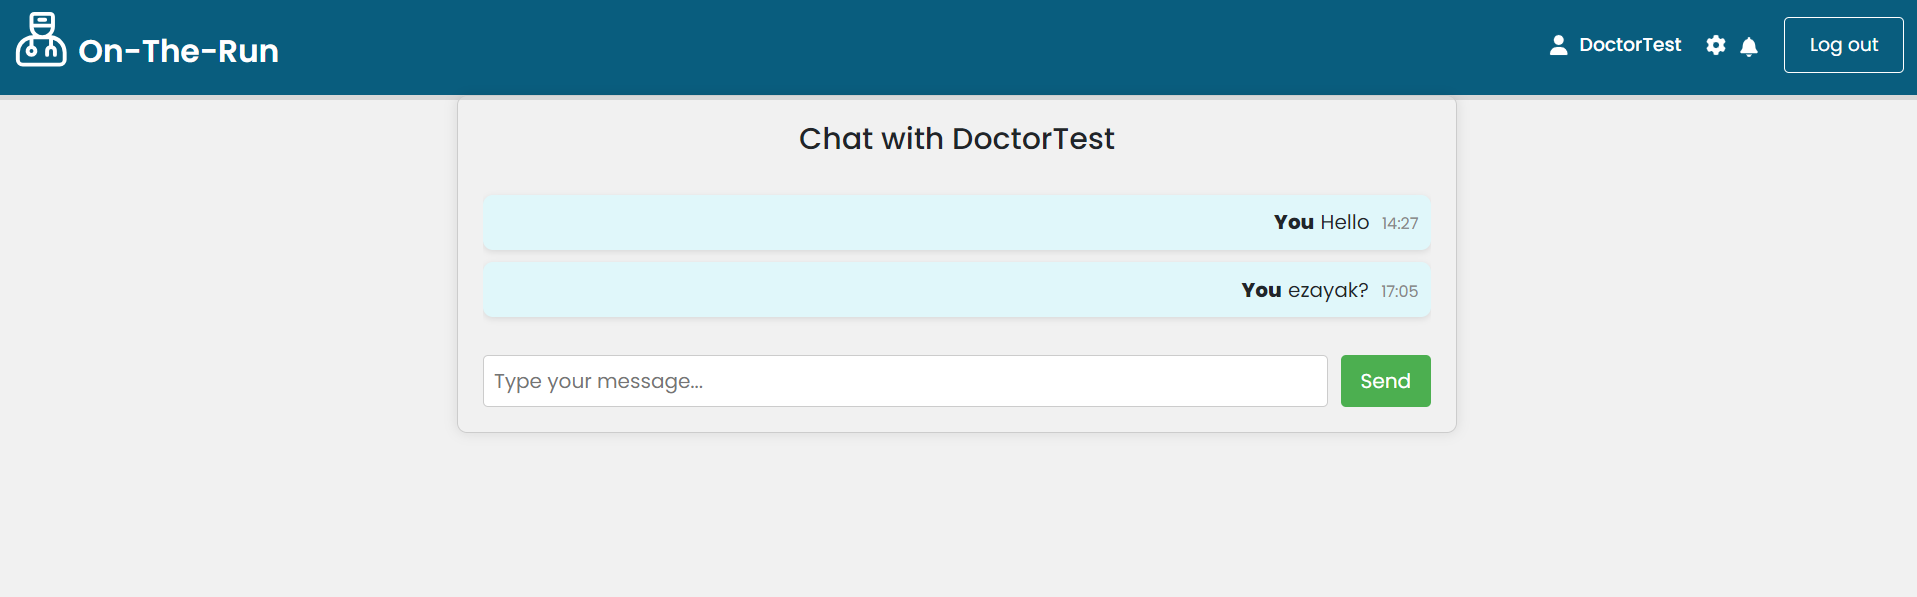 On-The-Run
DoctorTest
Log out
Chat with DoctorTest
You Hello 14:27
You ezayak? 17:05
Type your message...
Send